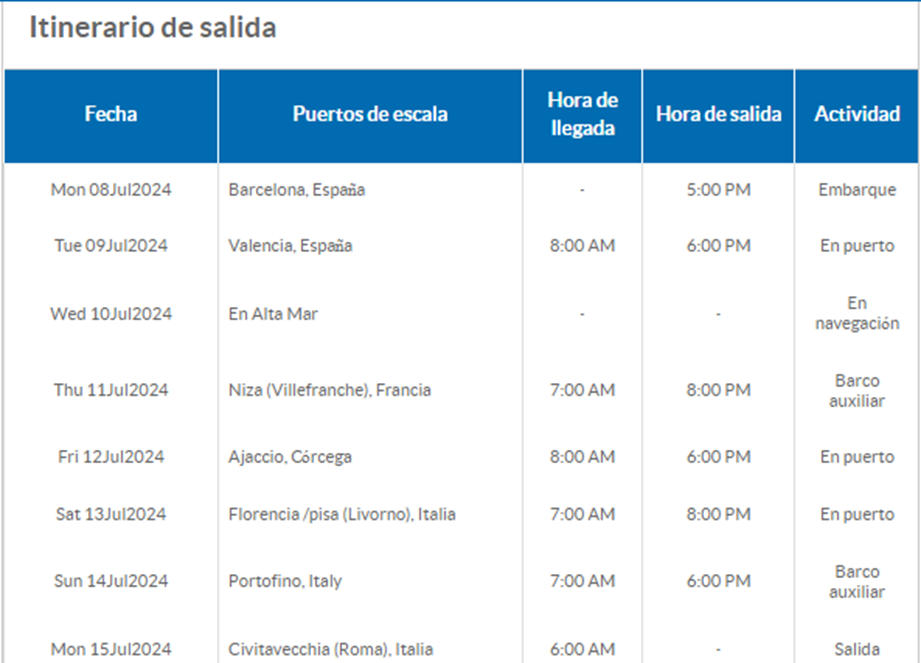 Itinerario de salida
Fecha Puertos de escala Hora de llegada Hora de salida Actividad
Mon 08Jul2024 Barcelona, España - 5:00 PM Embarque
Tue 09Jul2024 Valencia, España 8:00 AM 6:00 PM En puerto
Wed 10Jul2024 En Alta Mar - - En navegación
Thu 11Jul2024 Niza (Villefranche), Francia 7:00 AM 8:00 PM Barco auxiliar
Fri 12Jul2024 Ajaccio, Córcega 8:00 AM 6:00 PM En puerto
Sat 13Jul2024 Florencia /pisa (Livorno), Italia 7:00 AM 8:00 PM En puerto
Sun 14Jul2024 Portofino, Italy 7:00 AM 6:00 PM Barco auxiliar
Mon 15Jul2024 Civitavecchia (Roma), Italia 6:00 AM - Salida